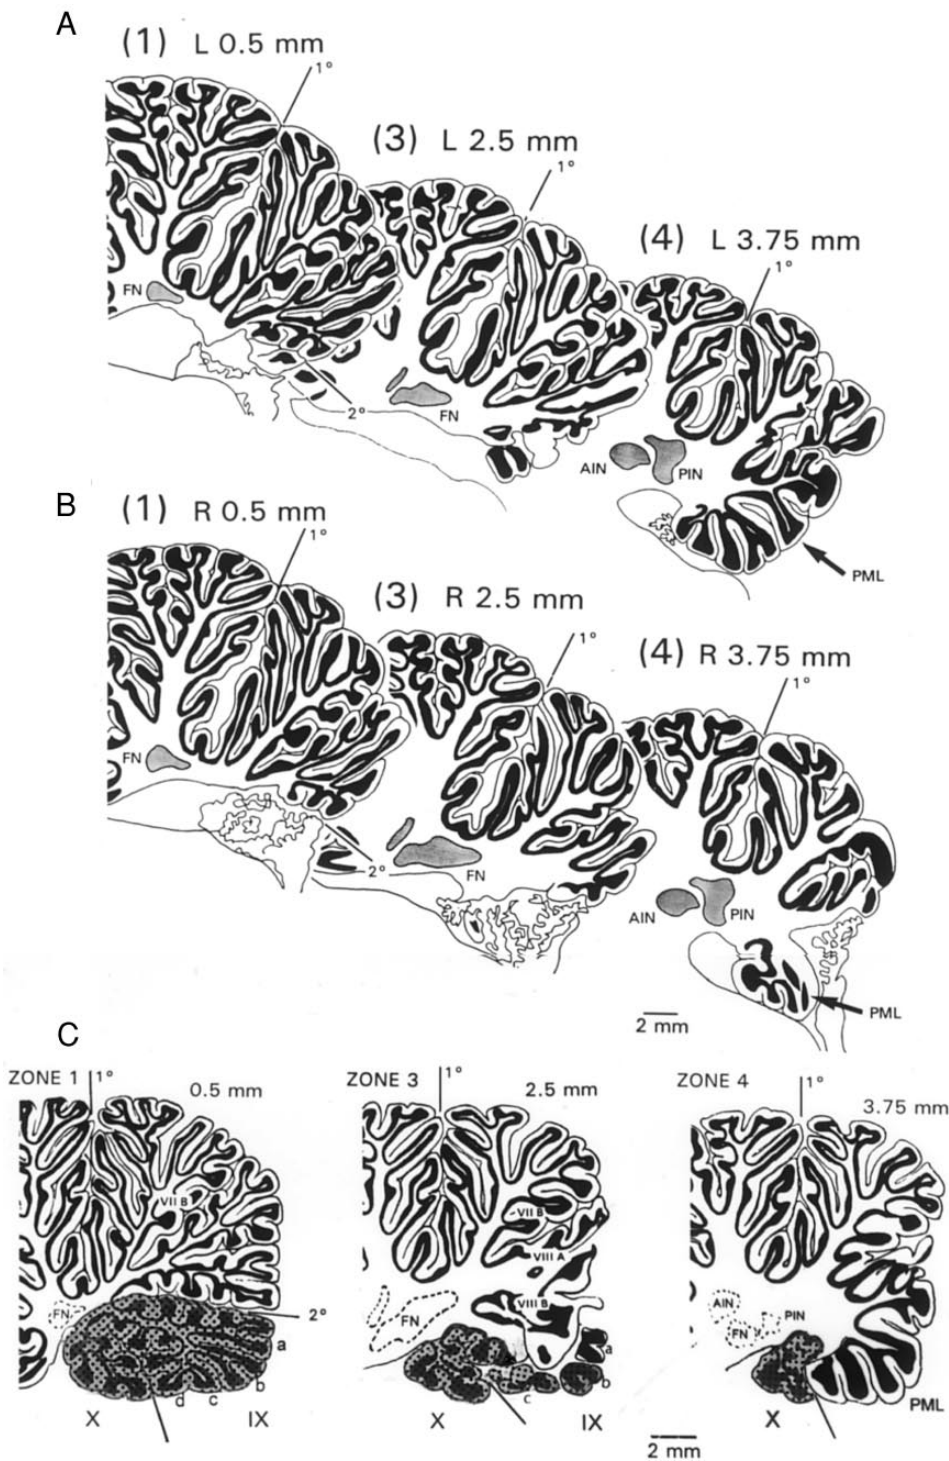 A
(1) L 0.5 mm
1°
(3) L 2.5 mm
1°
(4) L 3.75 mm
1°
FN
2°
FN
AIN
PIN
PML
B
(1) R 0.5 mm
1°
(3) R 2.5 mm
1°
(4) R 3.75 mm
1°
FN
2°
FN
AIN
PIN
PML
2 mm
C
ZONE 1
1°
0.5 mm
ZONE 3
1°
2.5 mm
ZONE 4
1°
3.75 mm
VII B
VII B
VIII A
VIII B
FN
2°
FN
AIN
PIN
FN
a
b
c
d
a
b
c
X
IX
X
IX
X
PML
2 mm